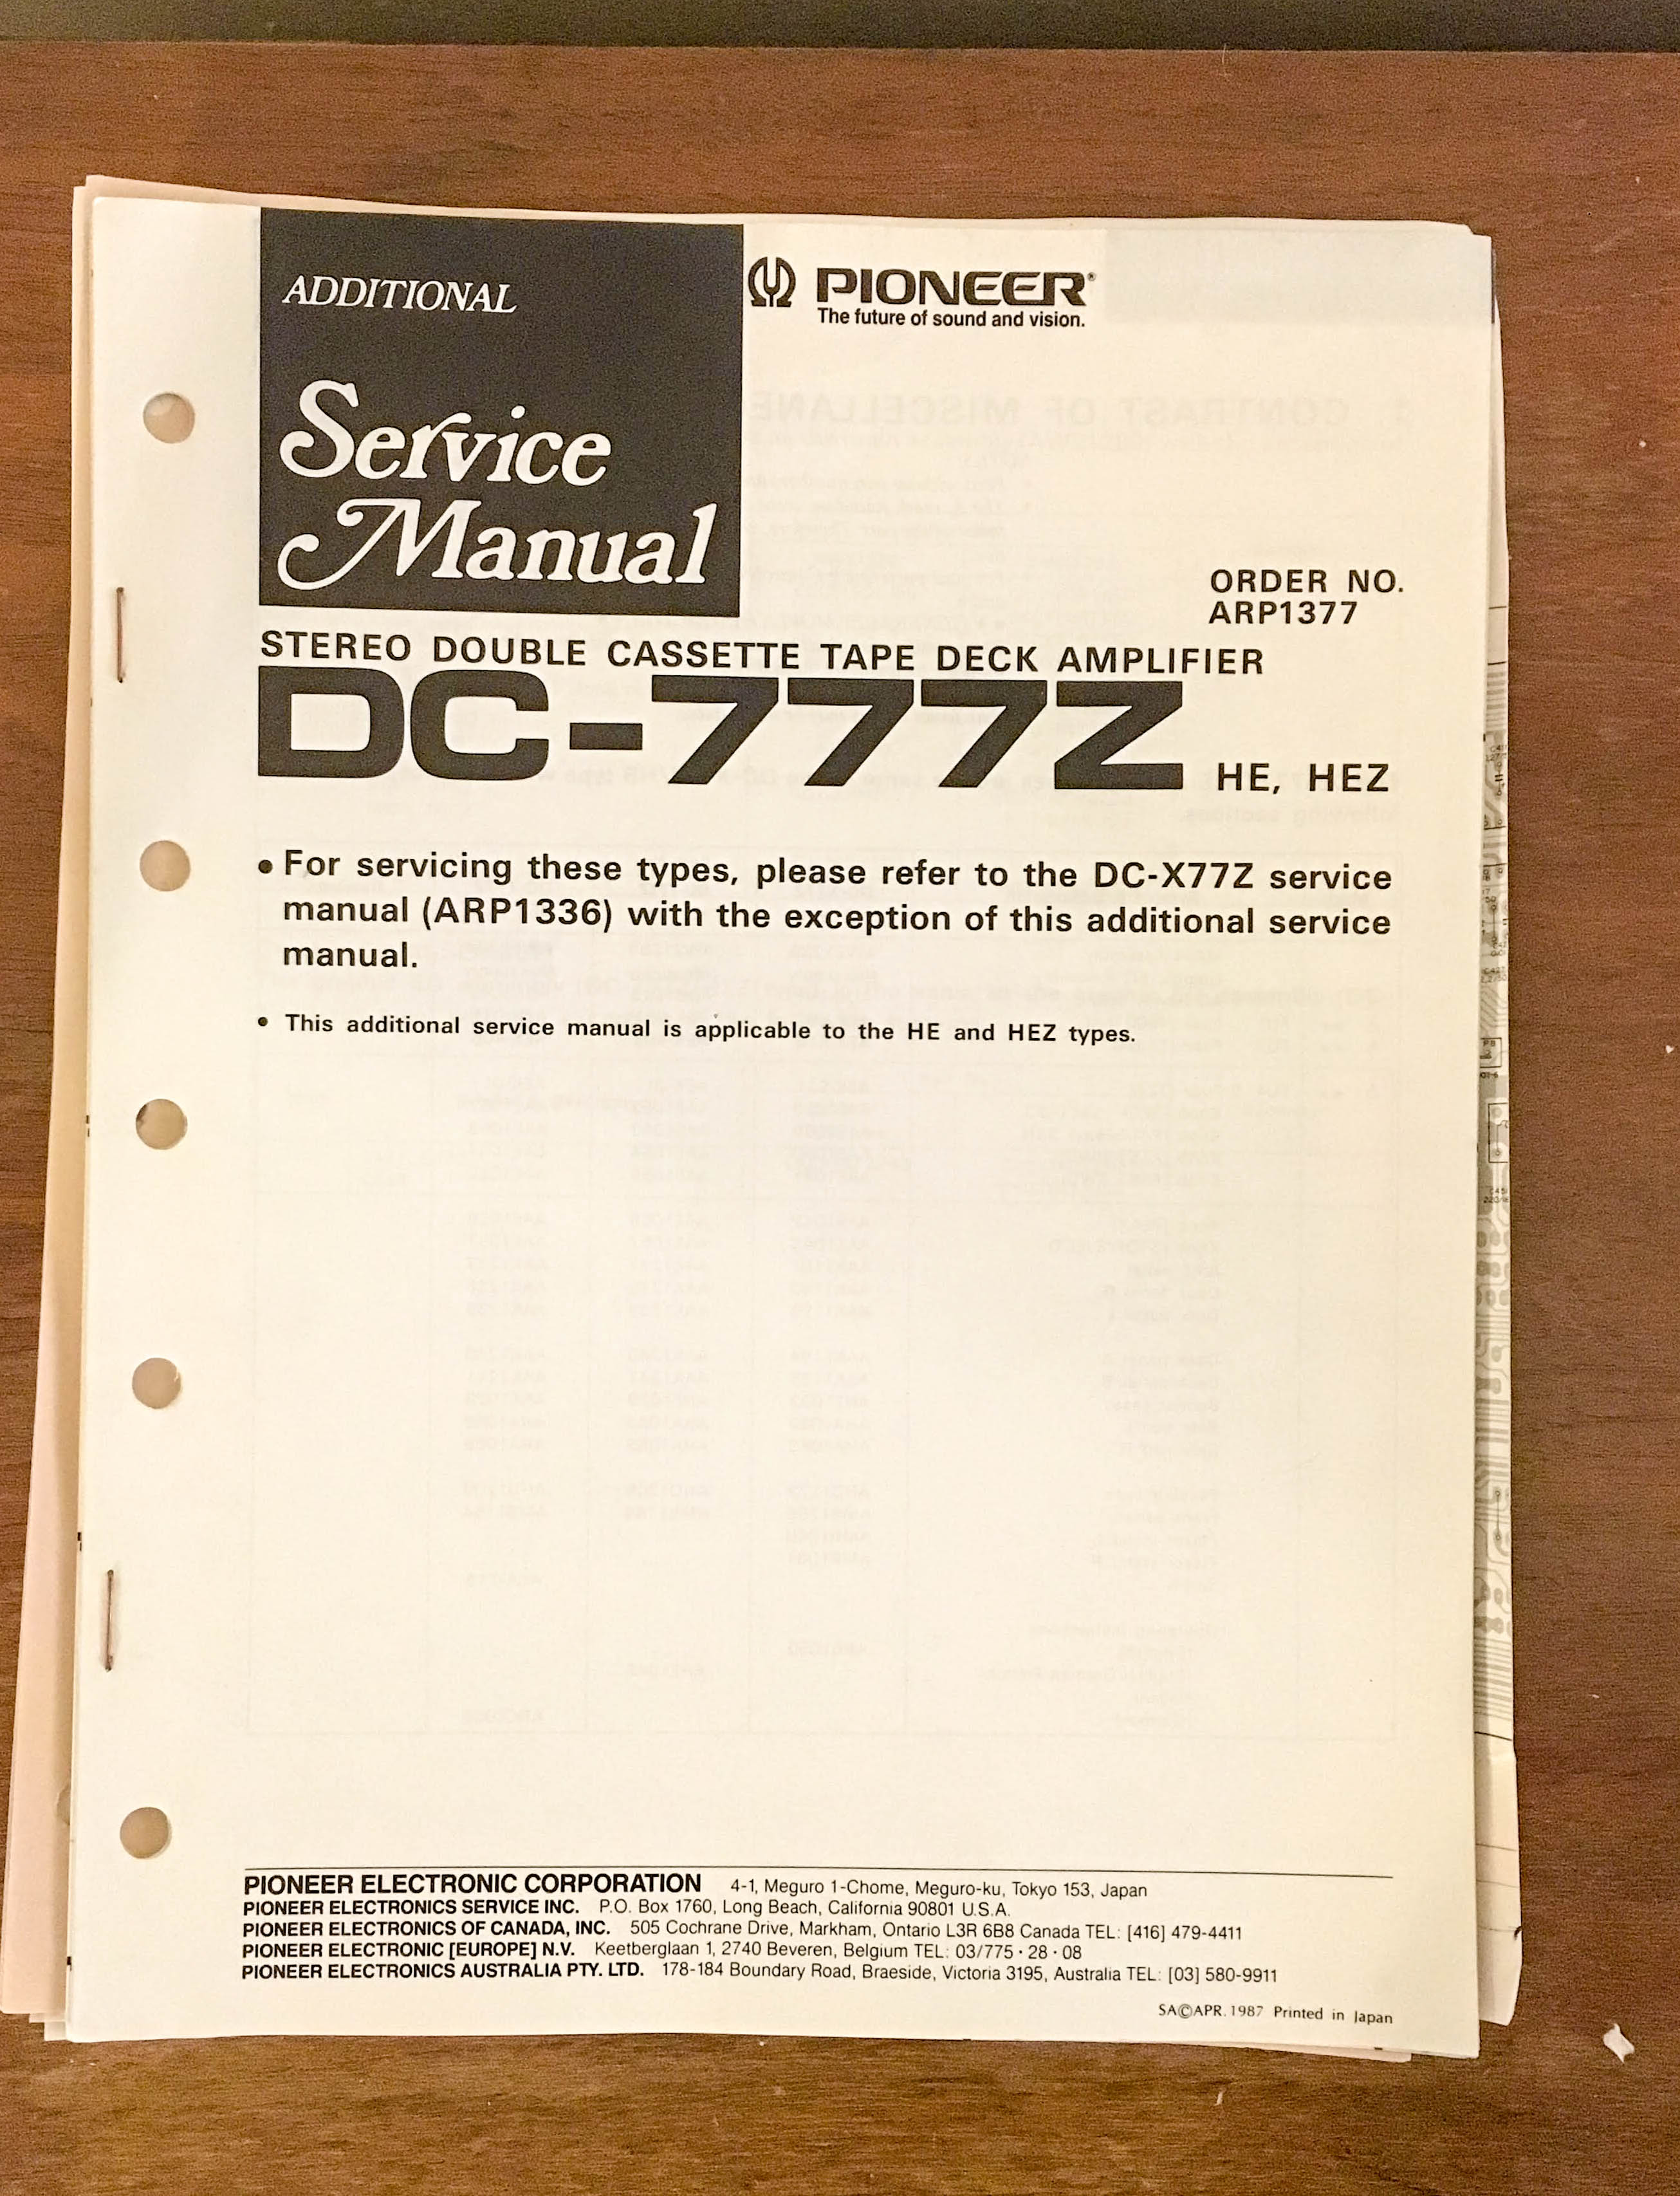 ADDITIONAL
Service
Manual
PIONEER®
The future of sound and vision.
ORDER NO.
ARP1377
STEREO DOUBLE CASSETTE TAPE DECK AMPLIFIER
DC-777Z HE, HEZ
• For servicing these types, please refer to the DC-X77Z service
manual (ARP1336) with the exception of this additional service
manual.
• This additional service manual is applicable to the HE and HEZ types.
PIONEER ELECTRONIC CORPORATION 4-1, Meguro 1-Chome, Meguro-ku, Tokyo 153, Japan
PIONEER ELECTRONICS SERVICE INC. P.O. Box 1760, Long Beach, California 90801 U.S.A.
PIONEER ELECTRONICS OF CANADA, INC. 505 Cochrane Drive, Markham, Ontario L3R 6B8 Canada TEL: [416] 479-4411
PIONEER ELECTRONIC [EUROPE] N.V. Keetberglaan 1, 2740 Beveren, Belgium TEL: 03/775 · 28 · 08
PIONEER ELECTRONICS AUSTRALIA PTY. LTD. 178-184 Boundary Road, Braeside, Victoria 3195, Australia TEL: [03] 580-9911
SA©APR. 1987 Printed in Japan